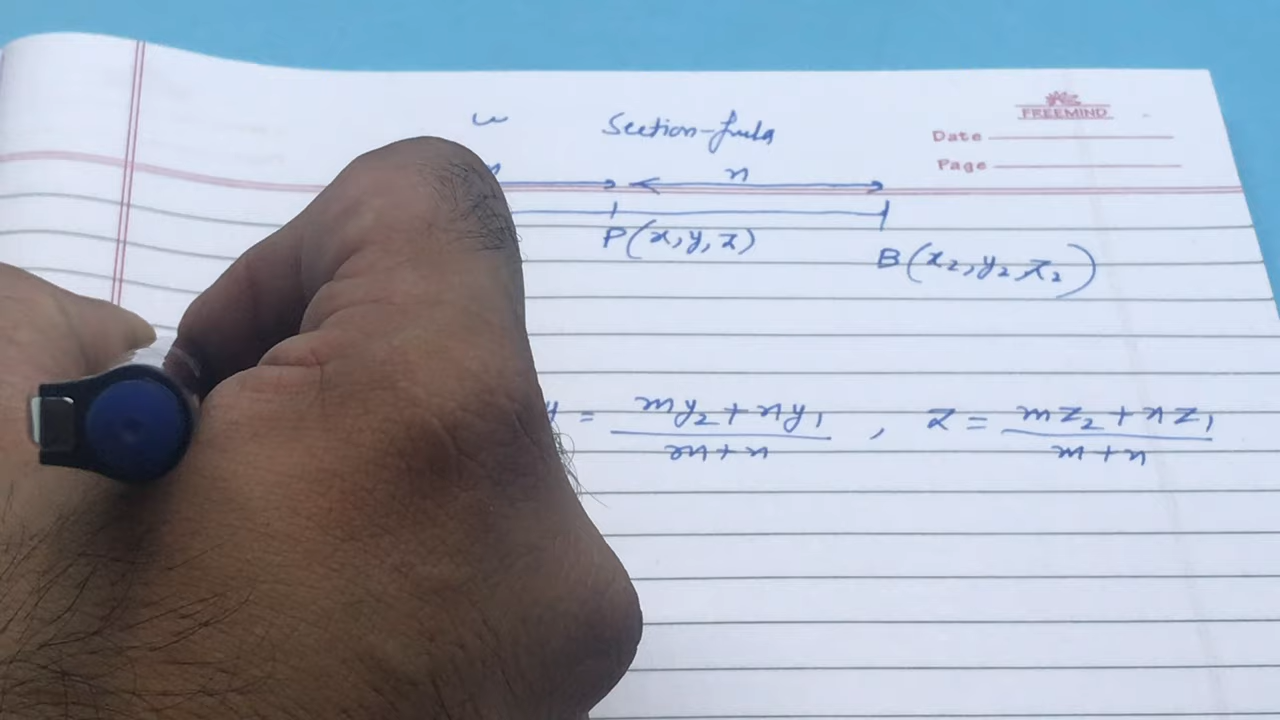 Section-fula
FREEMIND
Date
Page
n
P(x,y,z)
B(x₂,y₂,z₂)
y = my₂+ny₁/m+n , z = mz₂+nz₁/m+n